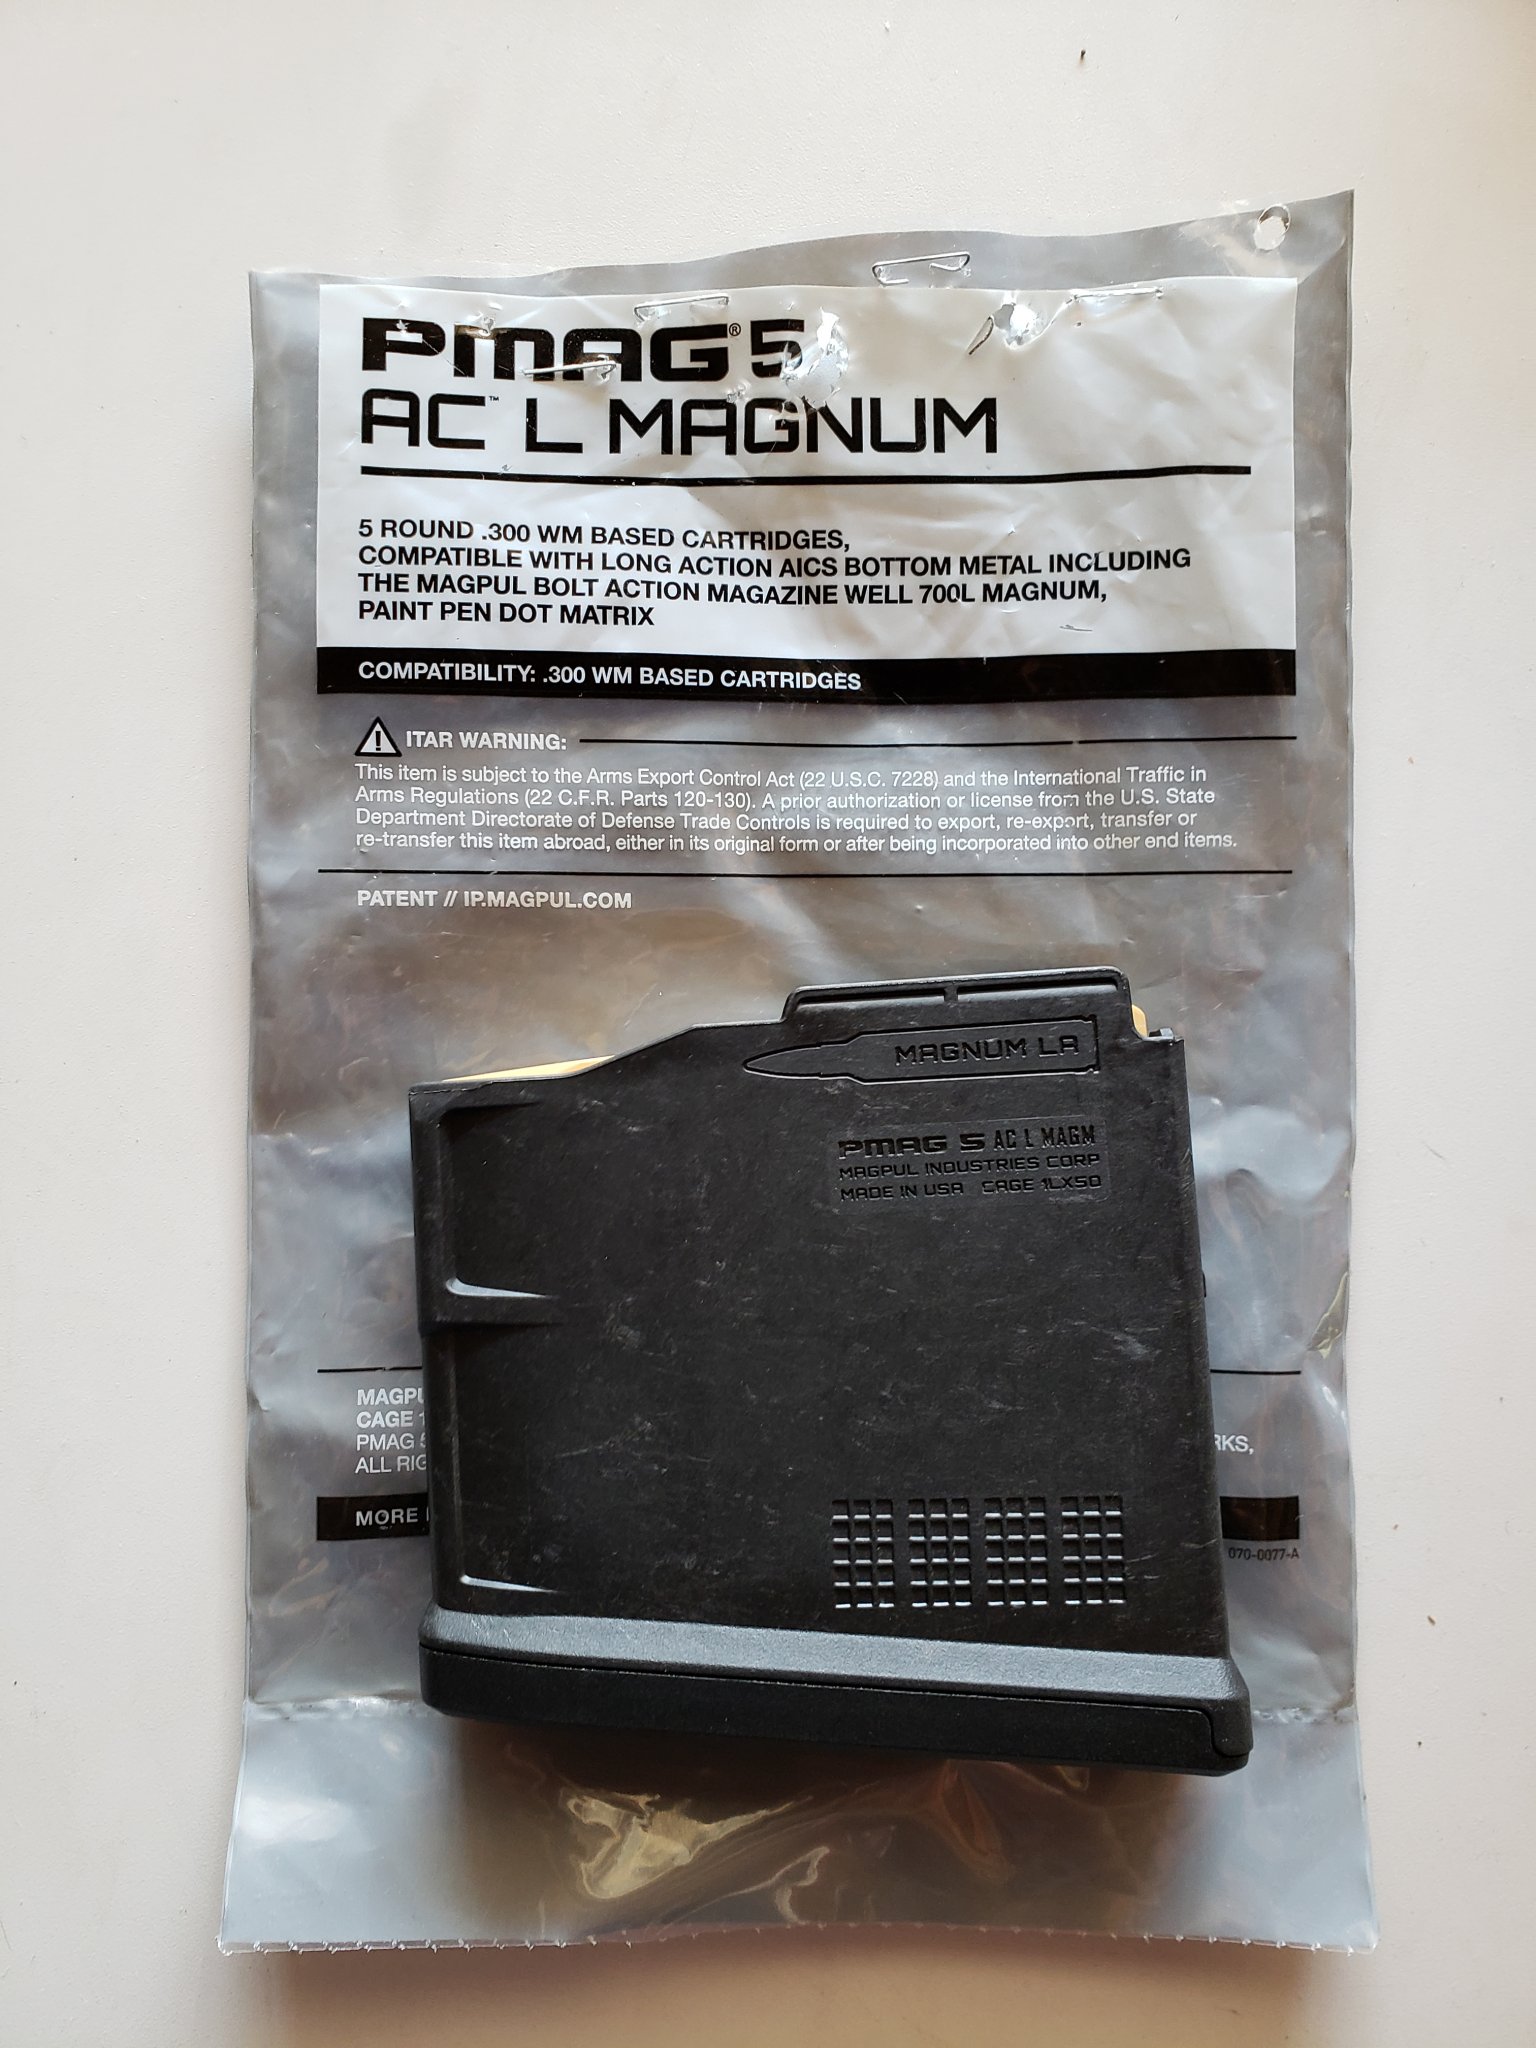 PMAG® 5
AC™ L MAGNUM
5 ROUND .300 WM BASED CARTRIDGES,
COMPATIBLE WITH LONG ACTION AICS BOTTOM METAL INCLUDING
THE MAGPUL BOLT ACTION MAGAZINE WELL 700L MAGNUM,
PAINT PEN DOT MATRIX
COMPATIBILITY: .300 WM BASED CARTRIDGES
ITAR WARNING:
This item is subject to the Arms Export Control Act (22 U.S.C. 7228) and the International Traffic in
Arms Regulations (22 C.F.R. Parts 120-130). A prior authorization or license from the U.S. State
Department Directorate of Defense Trade Controls is required to export, re-export, transfer or
re-transfer this item abroad, either in its original form or after being incorporated into other end items.
PATENT // IP.MAGPUL.COM
MAGNUM LA
PMAG 5 AC L MAGM
MAGPUL INDUSTRIES CORP
MADE IN USA CAGE 1LX50
MAGPU
CAGE 1
PMAG 5 RKS,
ALL RIG
MORE
070-0077-A